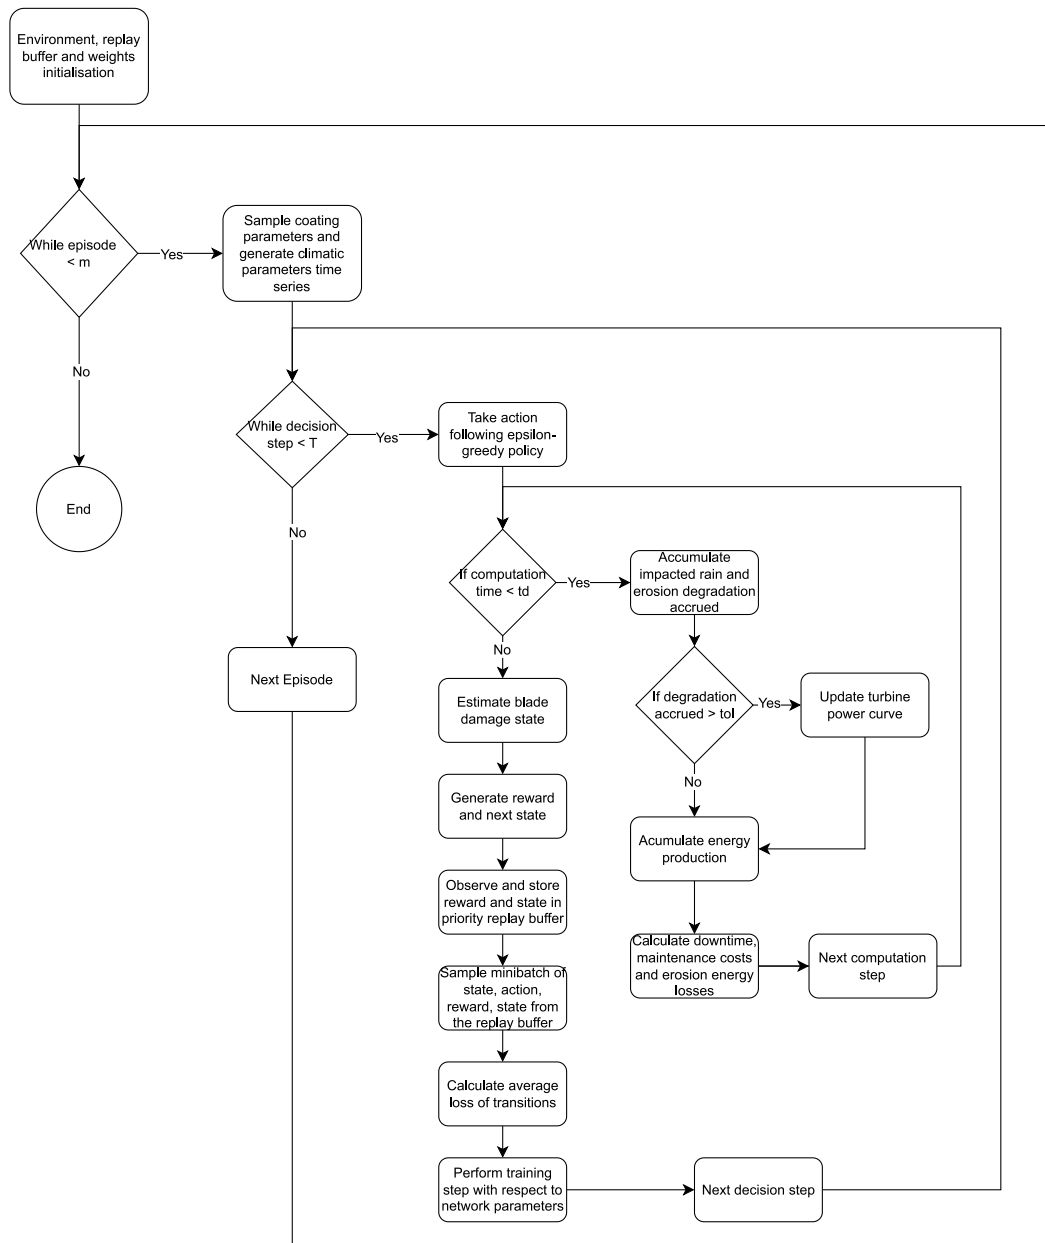 Environment, replay
buffer and weights
initialisation
While episode
< m
Yes
Sample coating
parameters and
generate climatic
parameters time
series
No
End
While decision
step < T
Yes
Take action
following epsilon-
greedy policy
No
Next Episode
If computation
time < td
Yes
Accumulate
impacted rain and
erosion degradation
accrued
No
If degradation
accrued > tol
Yes
Update turbine
power curve
No
Estimate blade
damage state
Generate reward
and next state
Acumulate energy
production
Observe and store
reward and state in
priority replay buffer
Calculate downtime,
maintenance costs
and erosion energy
losses
Next computation
step
Sample minibatch of
state, action,
reward, state from
the replay buffer
Calculate average
loss of transitions
Perform training
step with respect to
network parameters
Next decision step